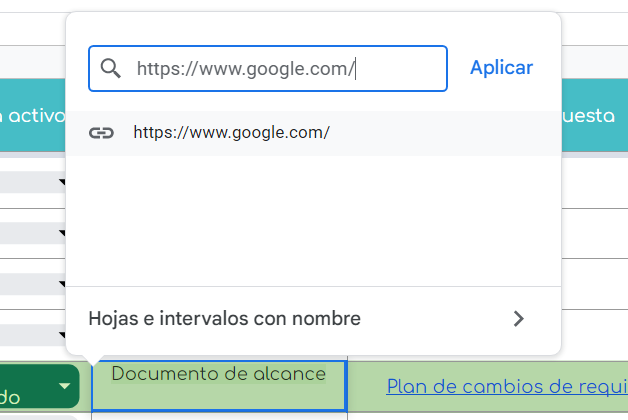 https://www.google.com/
Aplicar
activo
uesta
https://www.google.com/
Hojas e intervalos con nombre
Documento de alcance
do
Plan de cambios de requi